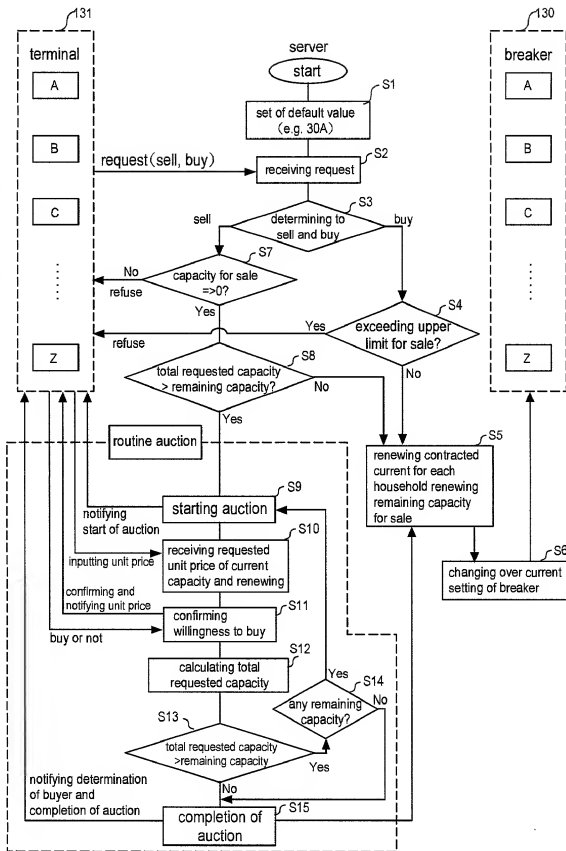 131
130
terminal
server
breaker
start
A
A
S1
set of default value
(e.g. 30A)
B
B
S2
request(sell, buy)
receiving request
S3
C
C
determining to
sell and buy
sell
buy
S7
No
capacity for sale
=>0?
refuse
S4
Yes
Yes
exceeding upper
limit for sale?
refuse
S8
Z
Z
total requested capacity
> remaining capacity?
No
No
Yes
S5
routine auction
renewing contracted
current for each
household renewing
remaining capacity
for sale
S9
starting auction
notifying
start of auction
S10
receiving requested
unit price of current
capacity and renewing
inputting unit price
S6
changing over current
setting of breaker
confirming and
notifying unit price
S11
confirming
willingness to buy
buy or not
S12
calculating total
requested capacity
Yes
S14
any remaining
capacity?
No
S13
total requested capacity
>remaining capacity
Yes
notifying determination
of buyer and
completion of auction
No
S15
completion of
auction